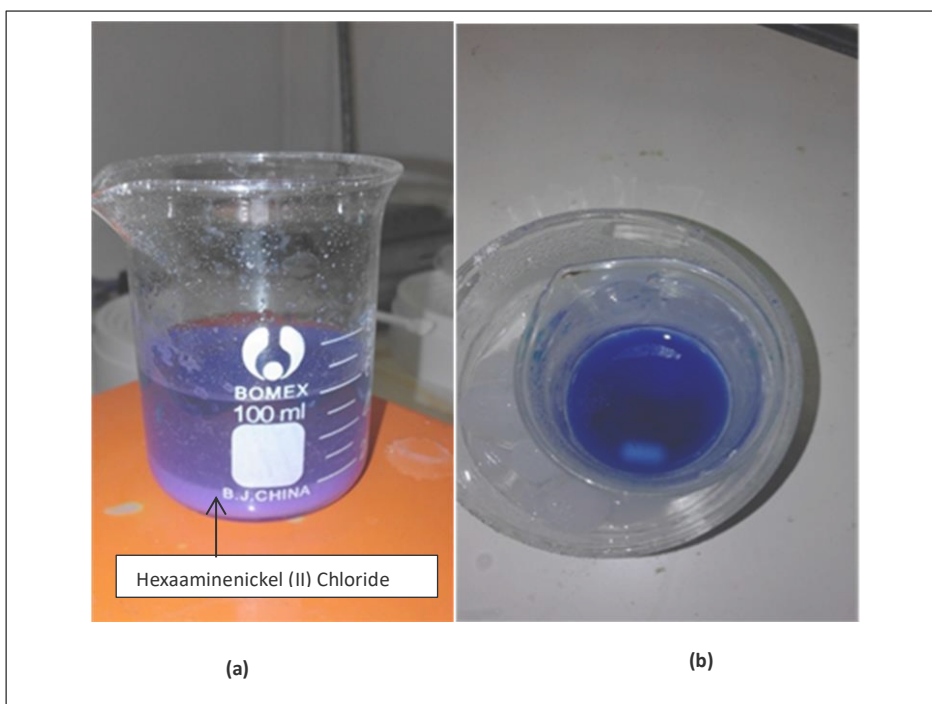 BOMEX
100 ml
B.J.CHINA
Hexaaminenickel (II) Chloride
(a)
(b)